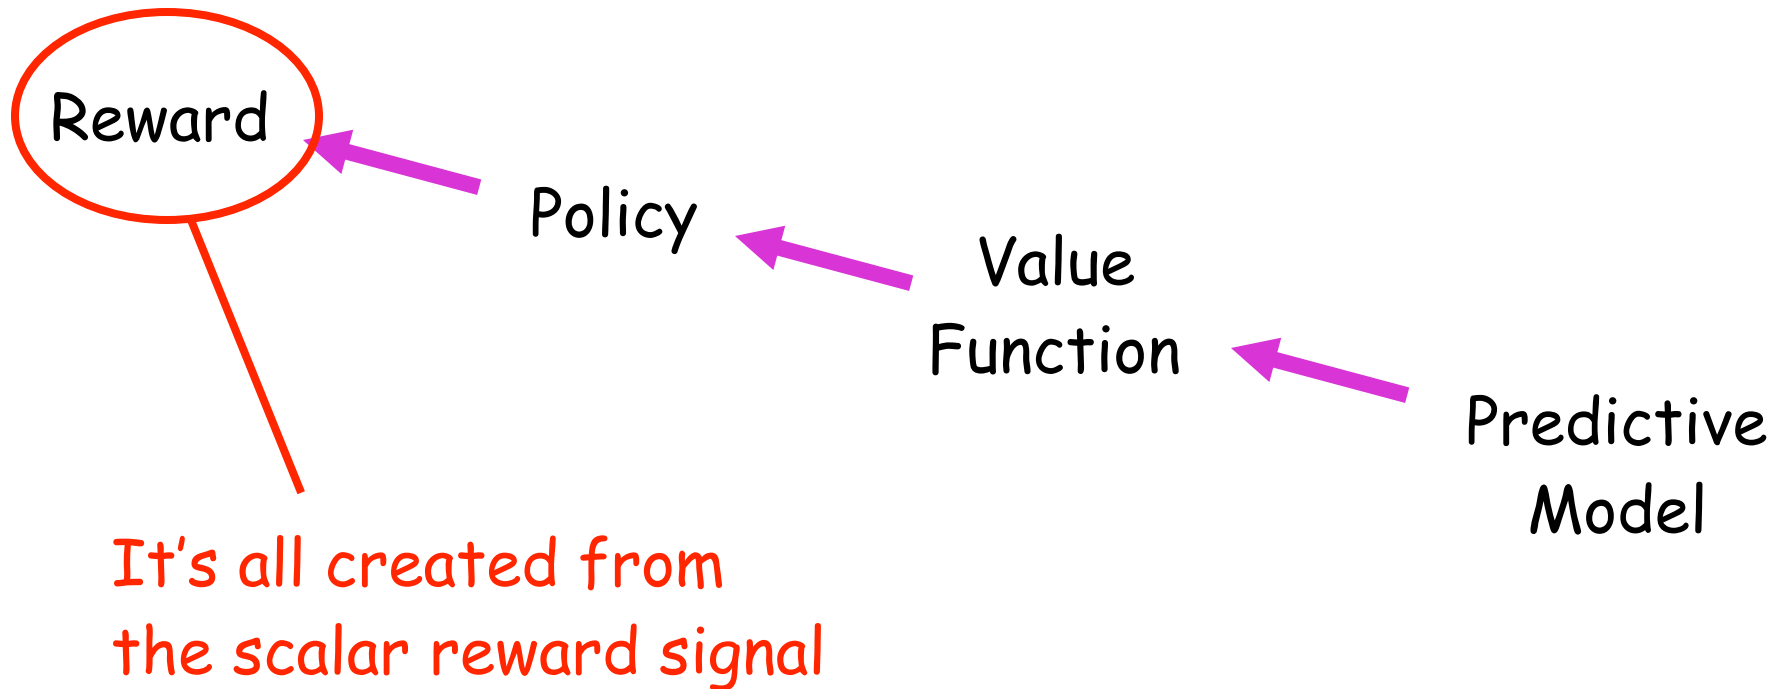 Reward
Policy
Value
Function
Predictive
Model
It's all created from
the scalar reward signal